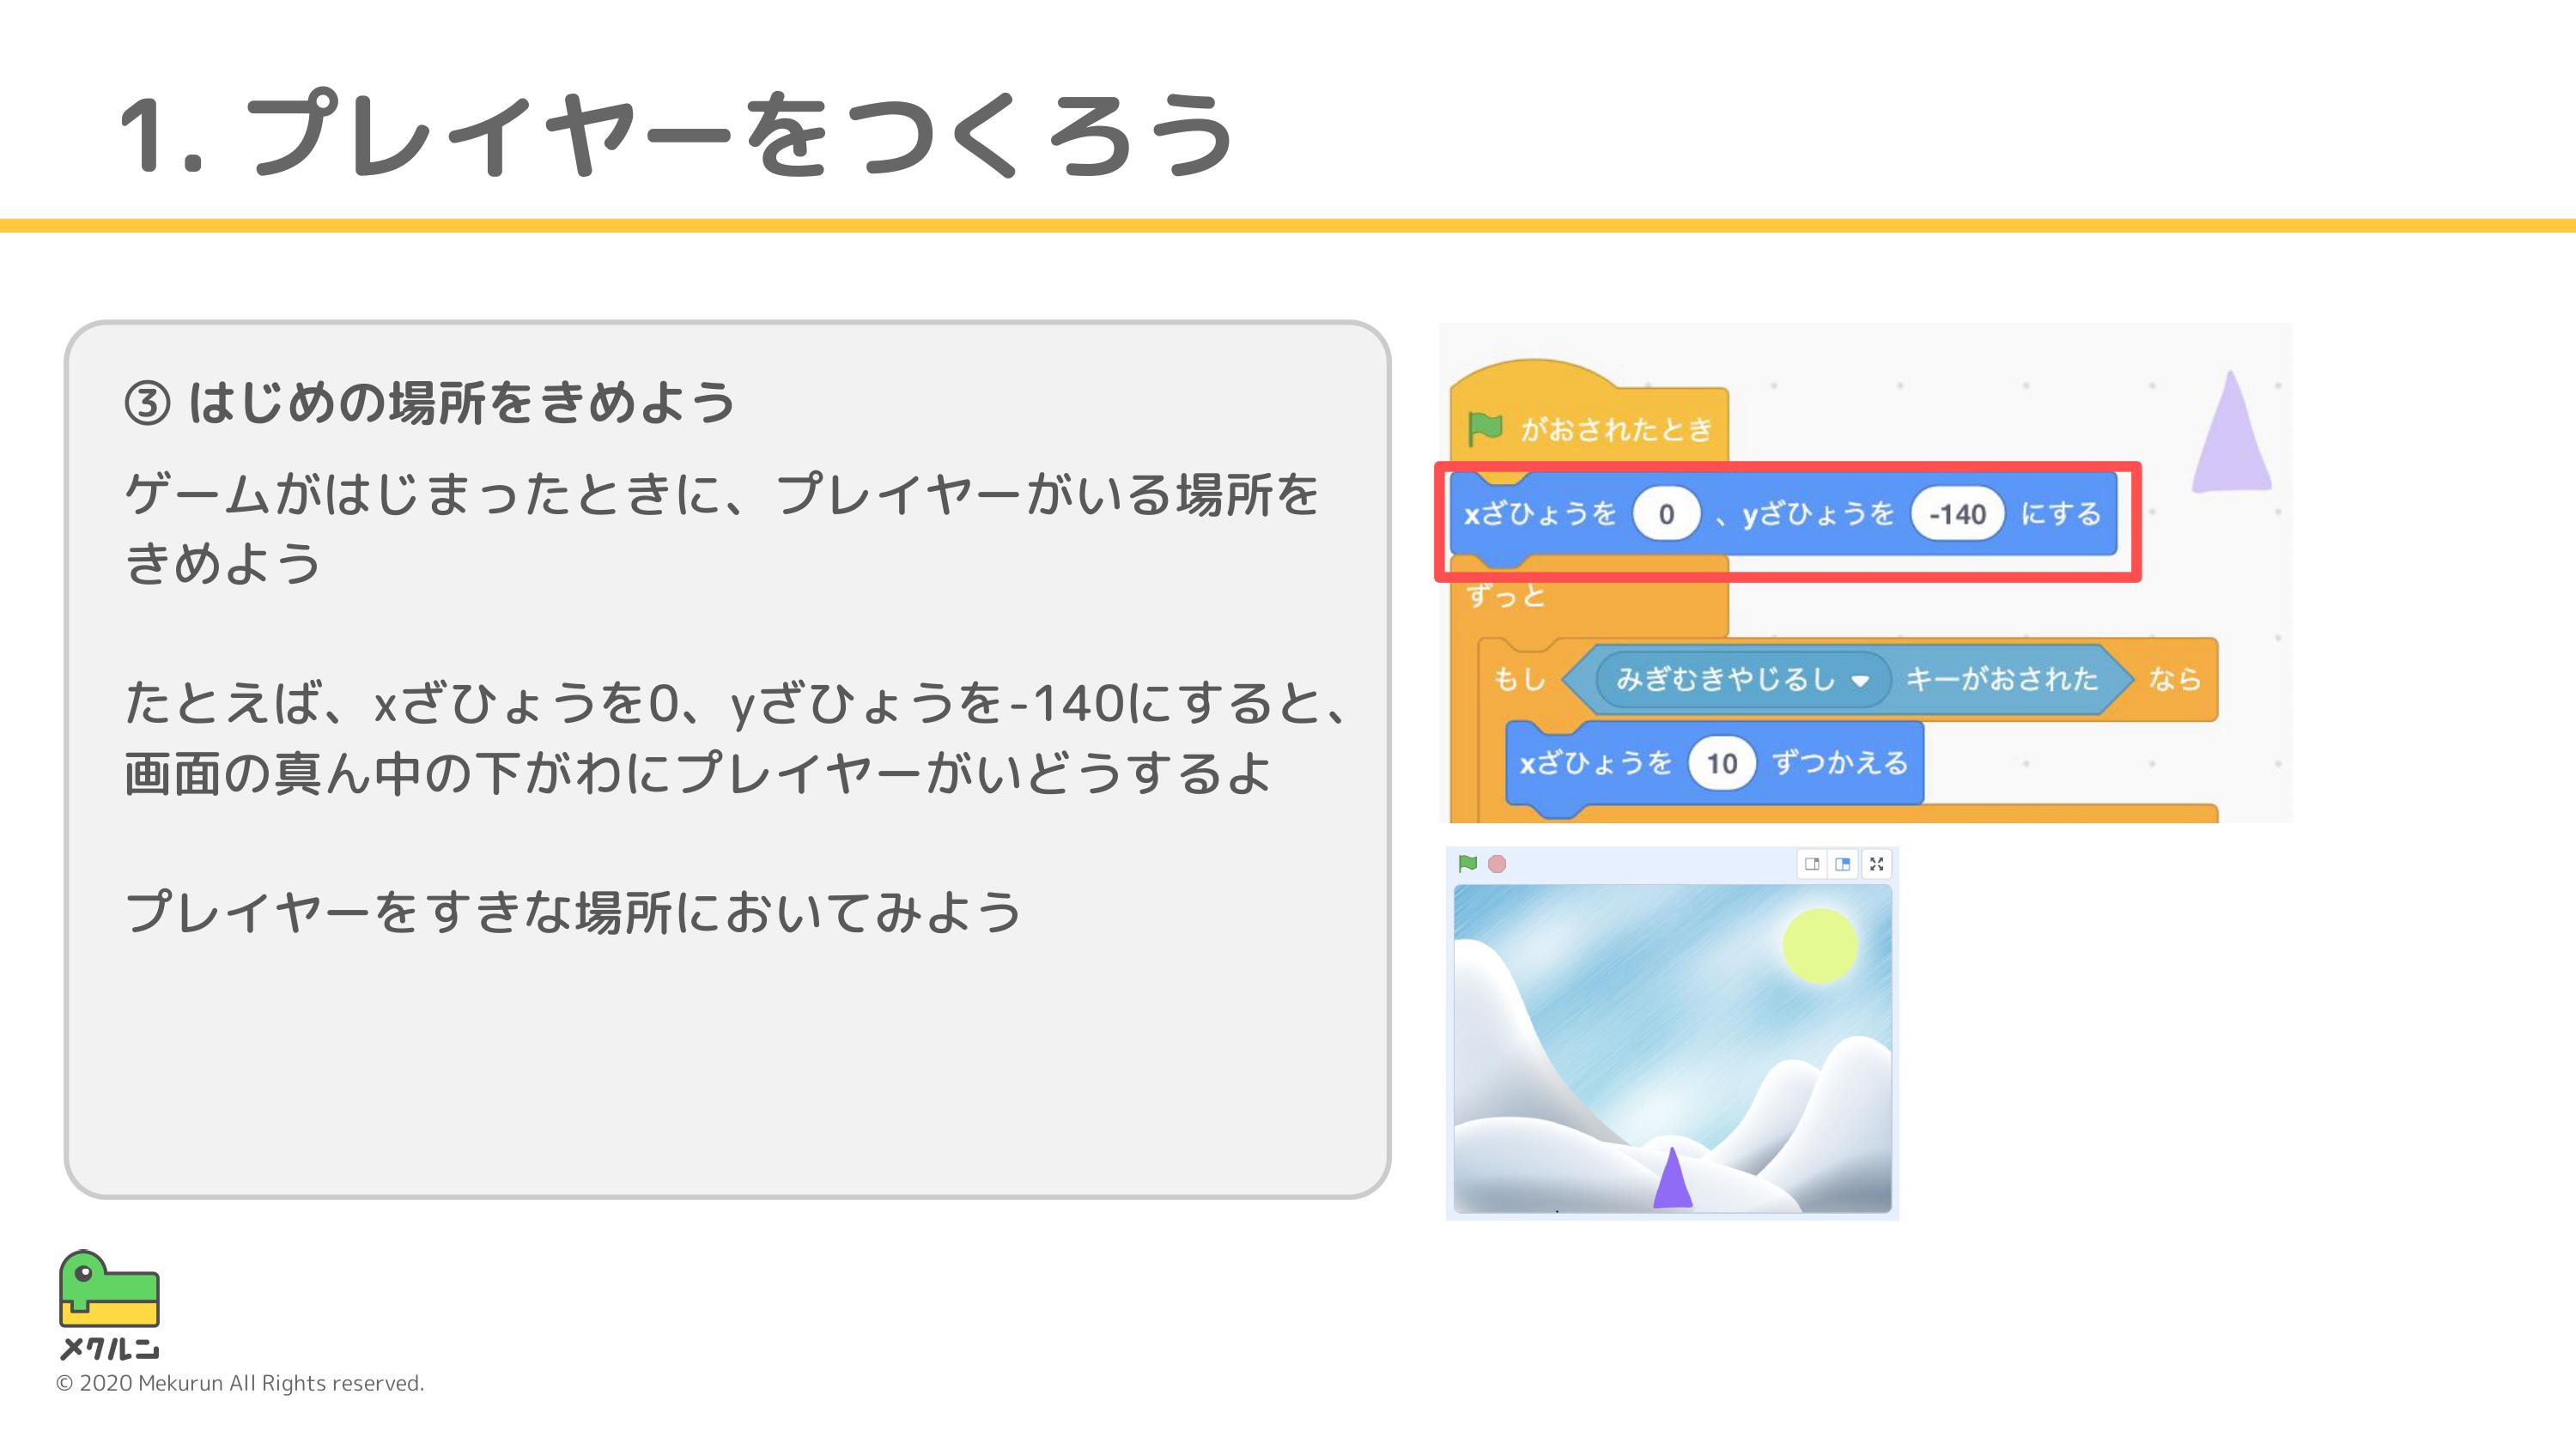 1. プレイヤーをつくろう
③ はじめの場所をきめよう
ゲームがはじまったときに、プレイヤーがいる場所を
きめよう
たとえば、xざひょうを0、yざひょうを-140にすると、
画面の真ん中の下がわにプレイヤーがいどうするよ
プレイヤーをすきな場所においてみよう
がおされたとき
xざひょうを 0 、yざひょうを -140 にする
ずっと
もし みぎむきやじるし キーがおされた なら
xざひょうを 10 ずつかえる
メクルン
© 2020 Mekurun All Rights reserved.